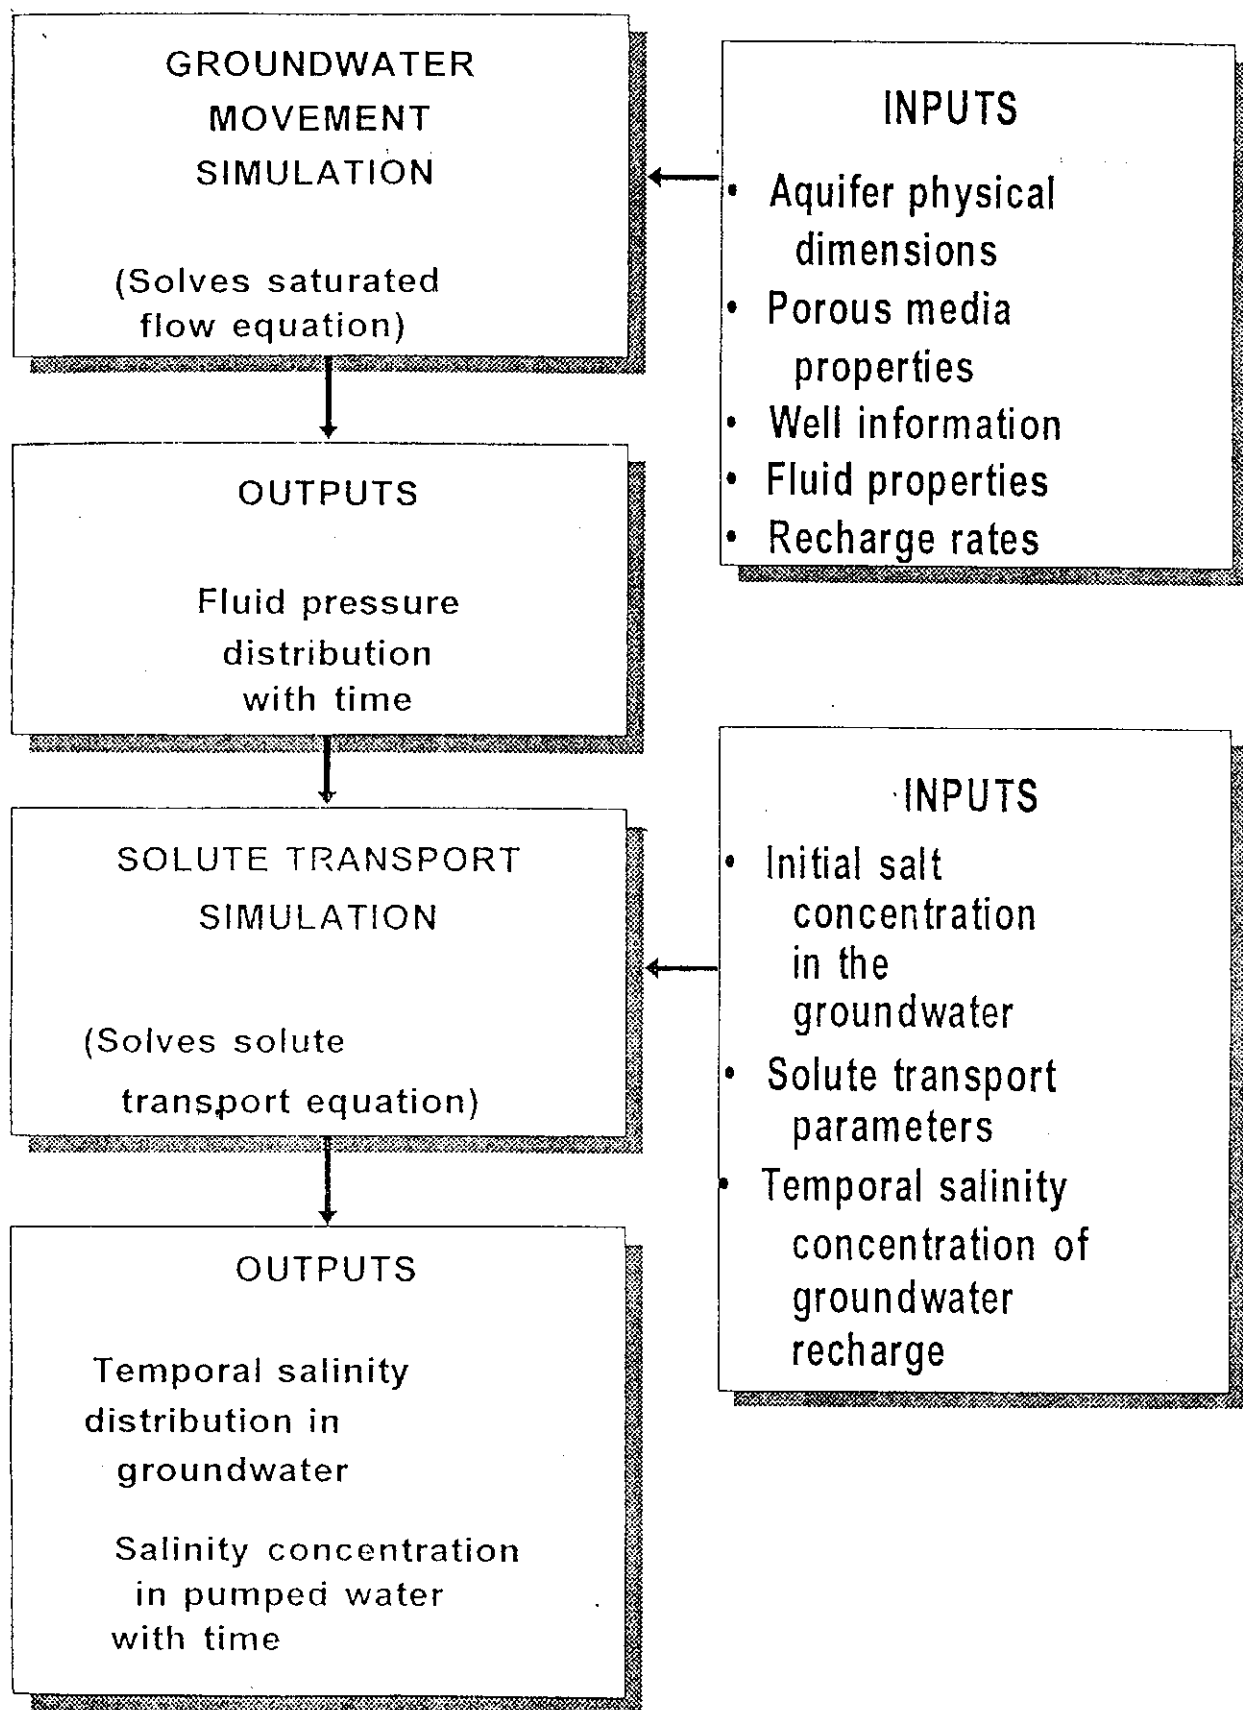 GROUNDWATER
MOVEMENT
SIMULATION
(Solves saturated
flow equation)
INPUTS
• Aquifer physical
dimensions
• Porous media
properties
• Well information
• Fluid properties
• Recharge rates
OUTPUTS
Fluid pressure
distribution
with time
SOLUTE TRANSPORT
SIMULATION
(Solves solute
transport equation)
INPUTS
• Initial salt
concentration
in the
groundwater
• Solute transport
parameters
• Temporal salinity
concentration of
groundwater
recharge
OUTPUTS
Temporal salinity
distribution in
groundwater
Salinity concentration
in pumped water
with time